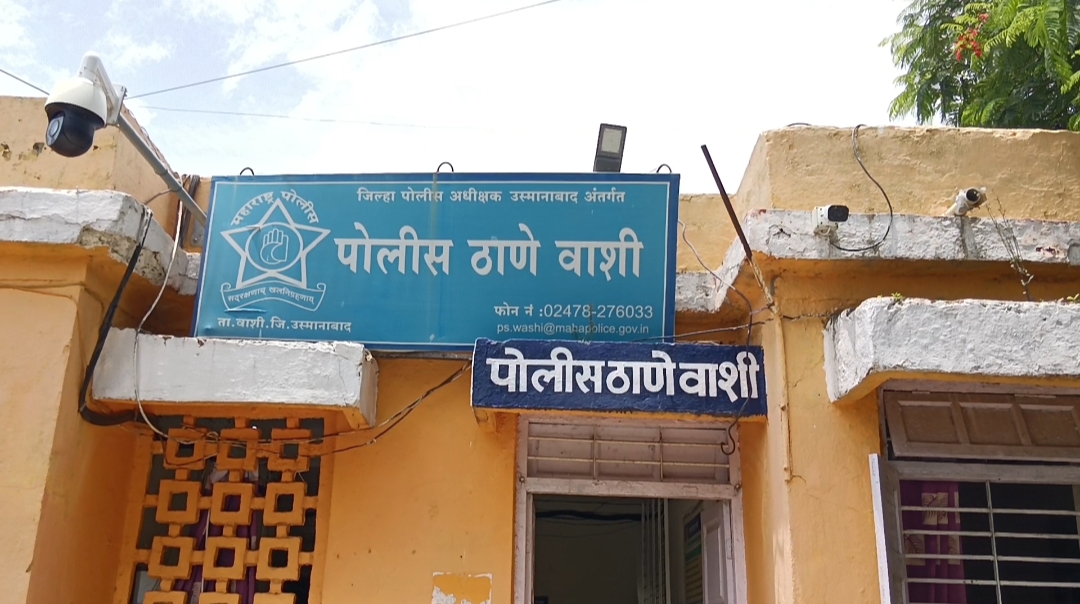 जिल्हा पोलीस अधीक्षक उस्मानाबाद अंतर्गत
महाराष्ट्र पोलीस
पोलीस ठाणे वाशी
सद्‌रक्षणाय खलनिग्रहणाय
फोन नं :02478-276033
ता.वाशी.जि.उस्मानाबाद
ps.washi@mahapolice.gov.in
पोलीस ठाणे वाशी